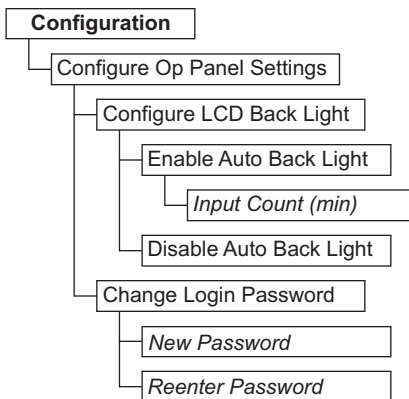 Configuration
Configure Op Panel Settings
Configure LCD Back Light
Enable Auto Back Light
Input Count (min)
Disable Auto Back Light
Change Login Password
New Password
Reenter Password